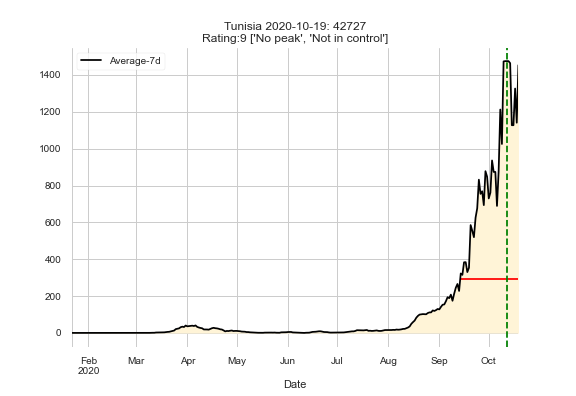 Tunisia 2020-10-19: 42727
Rating:9 ['No peak', 'Not in control']
Average-7d
1400
1200
1000
800
600
400
200
0
Feb Mar Apr May Jun Jul Aug Sep Oct
2020
Date